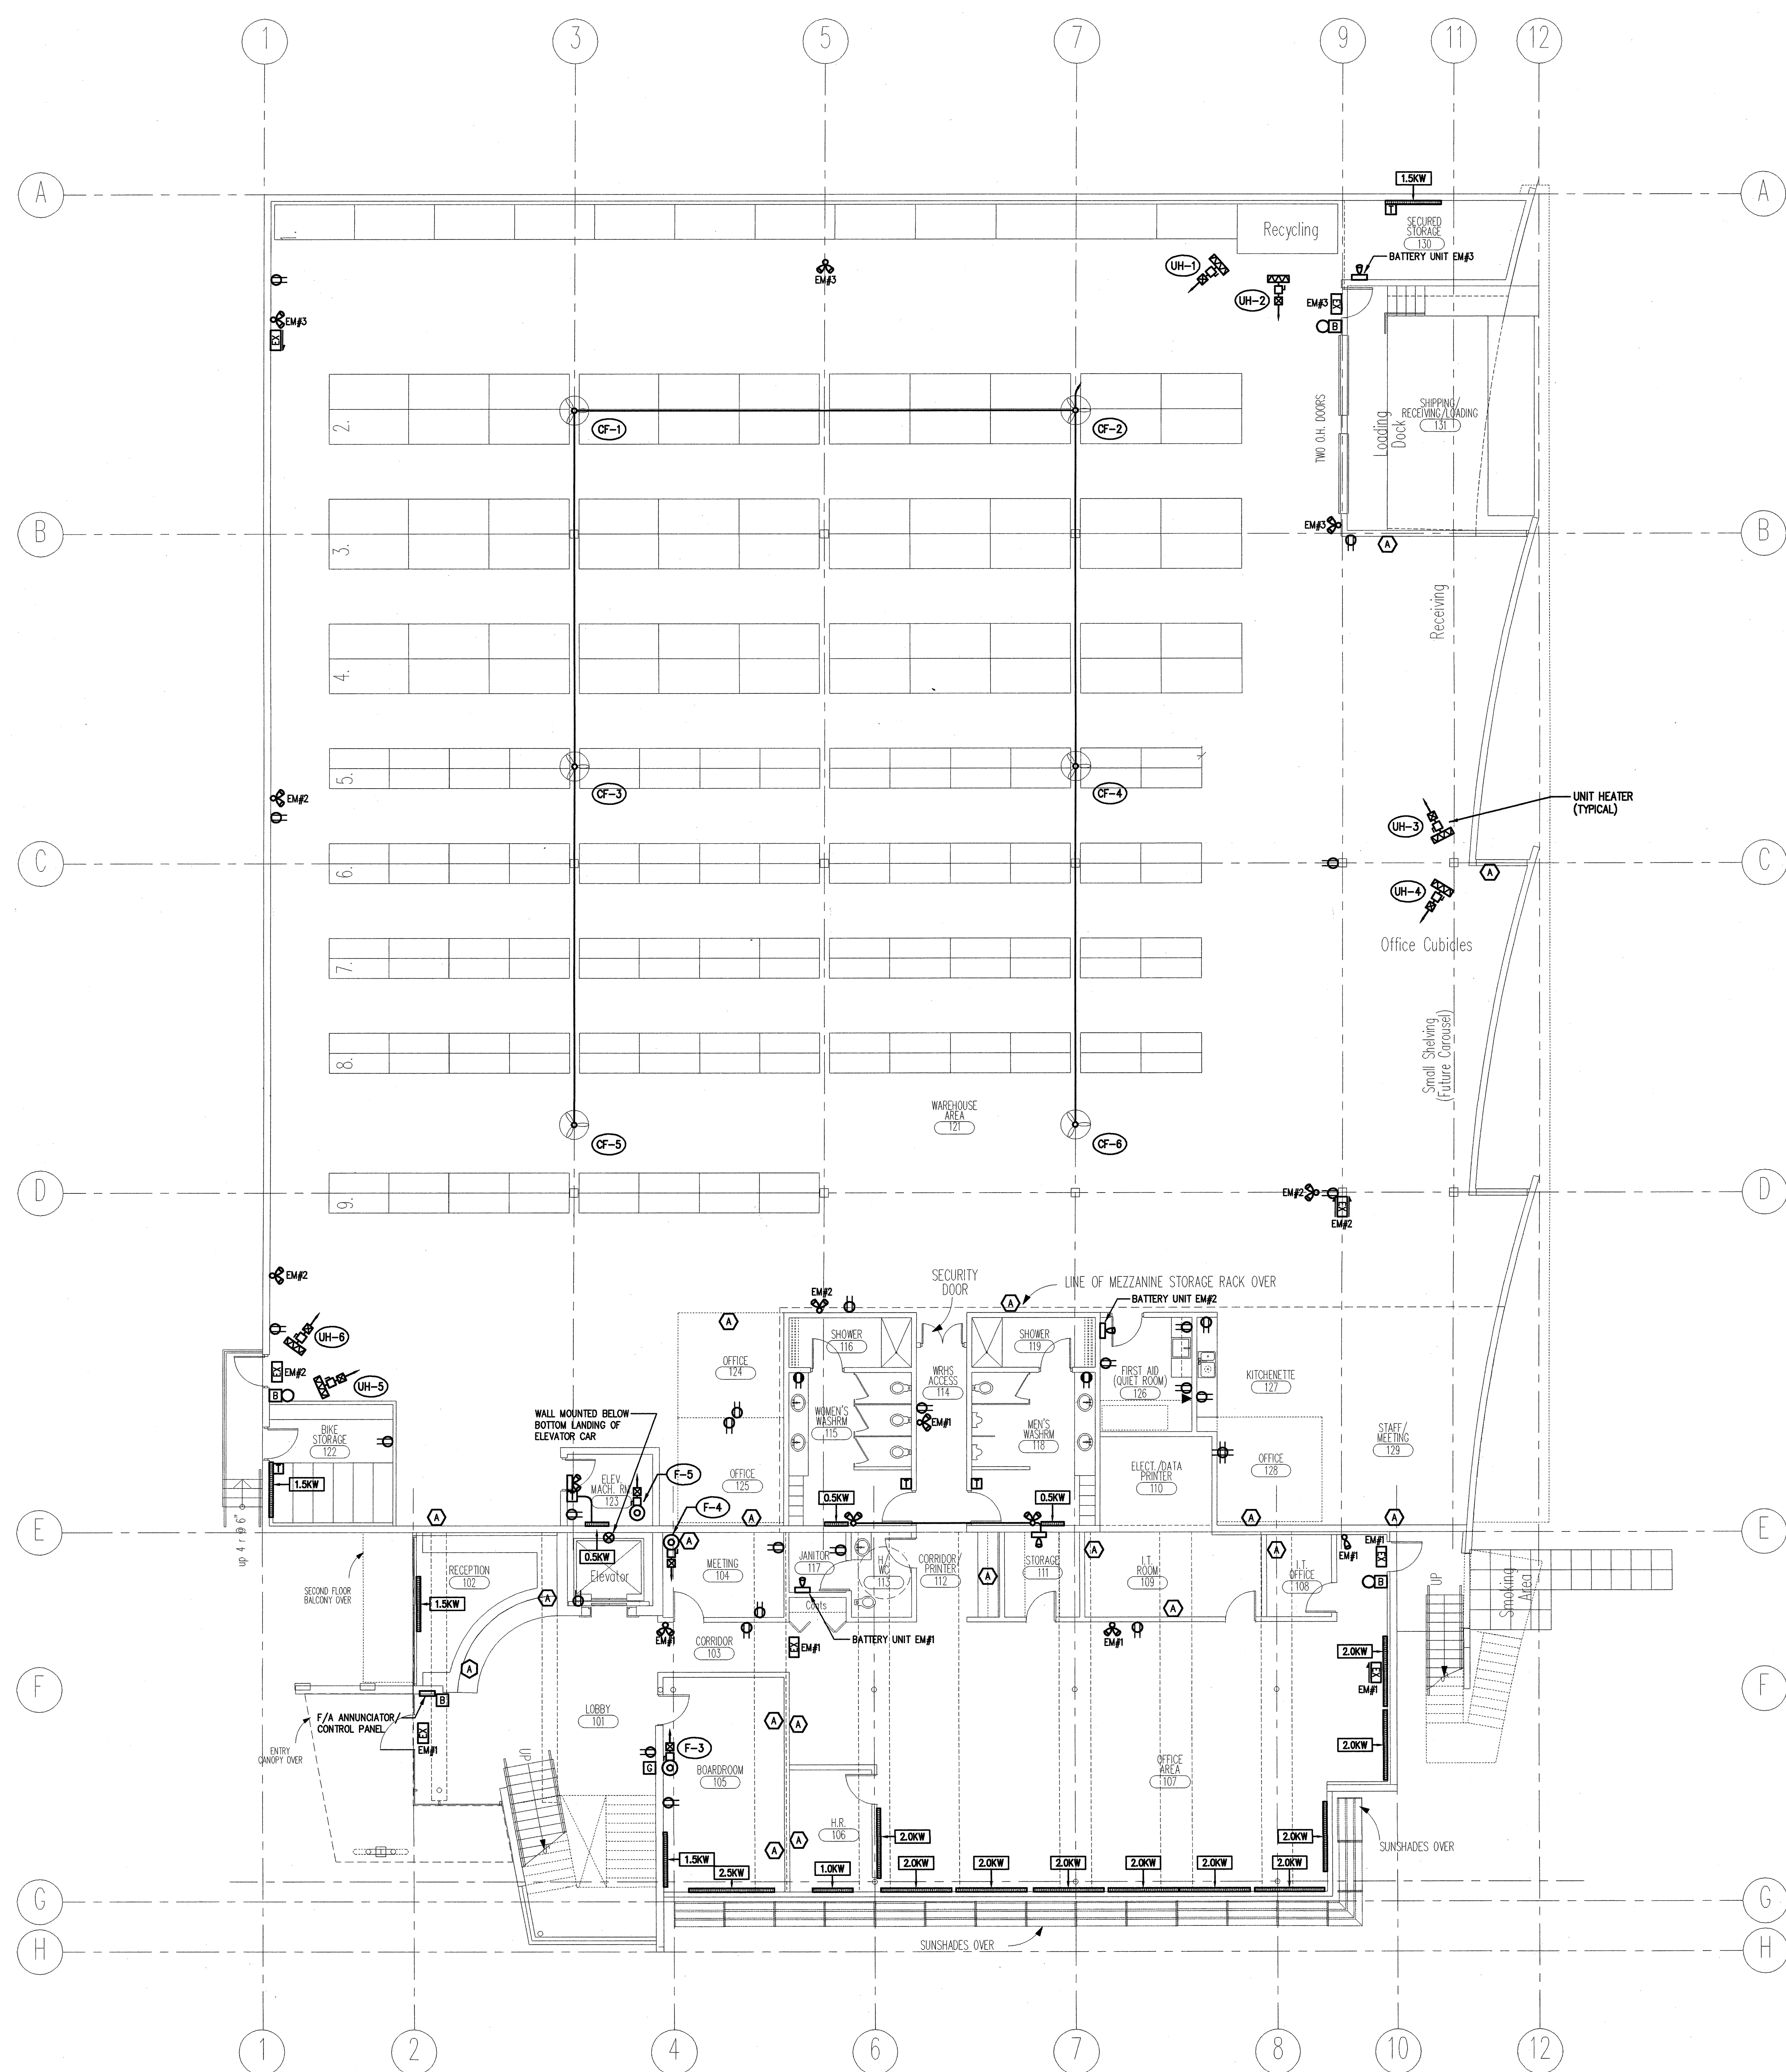 1 3 5 7 9 11 12
A A
1.5KW
T
SECURED
STORAGE
130
BATTERY UNIT EM#3
Recycling
1.
UH-1
UH-2
EM#3
EM#3
EX
EM#3
EX
B
TWO O.H. DOORS
Loading
Dock
SHIPPING/
RECEIVING/LOADING
131
2.
CF-1
CF-2
B B
3.
EM#3
A
Receiving
4.
5.
CF-3
CF-4
EM#2
UNIT HEATER
(TYPICAL)
UH-3
C C
6.
A
UH-4
Office Cubicles
7.
Small Shelving
(Future Carousel)
8.
WAREHOUSE
AREA
121
CF-5
CF-6
D D
9.
EM#2
EX
EM#2
EM#2
SECURITY
DOOR
LINE OF MEZZANINE STORAGE RACK OVER
BATTERY UNIT EM#2
EM#2
A
A
UH-6
EX
EM#2
UH-5
B
SHOWER
116
SHOWER
119
OFFICE
124
WRHS
ACCESS
114
FIRST AID
(QUIET ROOM)
126
KITCHENETTE
127
WALL MOUNTED BELOW
BOTTOM LANDING OF
ELEVATOR CAR
WOMEN'S
WASHRM
115
EM#1
MEN'S
WASHRM
118
STAFF/
MEETING
129
BIKE
STORAGE
122
T
1.5KW
ELEV.
MACH. RM
123
F-5
F-4
OFFICE
125
T
T
ELECT./DATA
PRINTER
110
OFFICE
128
0.5KW
0.5KW
up 4 r @ 6"
A
A
A
A
E E
0.5KW
Elevator
A
RECEPTION
102
SECOND FLOOR
BALCONY OVER
1.5KW
A
MEETING
104
JANITOR
117
Coats
H/
WC
113
CORRIDOR/
PRINTER
112
A
STORAGE
111
A
I.T.
ROOM
109
A
A
I.T.
OFFICE
108
EM#1
EM#1
EX
B
UP
Smoking
Area
EM#1
CORRIDOR
103
EX
EM#1
BATTERY UNIT EM#1
EM#1
2.0KW
EX
EM#1
F F
A
F/A ANNUNCIATOR/
CONTROL PANEL
B
EX
EM#1
ENTRY
CANOPY OVER
LOBBY
101
UP
G
F-3
BOARDROOM
105
A
A
OFFICE
AREA
107
2.0KW
H.R.
106
A
A
2.0KW
2.0KW
SUNSHADES OVER
1.5KW
2.5KW
1.0KW
2.0KW
2.0KW
2.0KW
2.0KW
2.0KW
2.0KW
G G
SUNSHADES OVER
H H
1 2 4 6 7 8 10 12